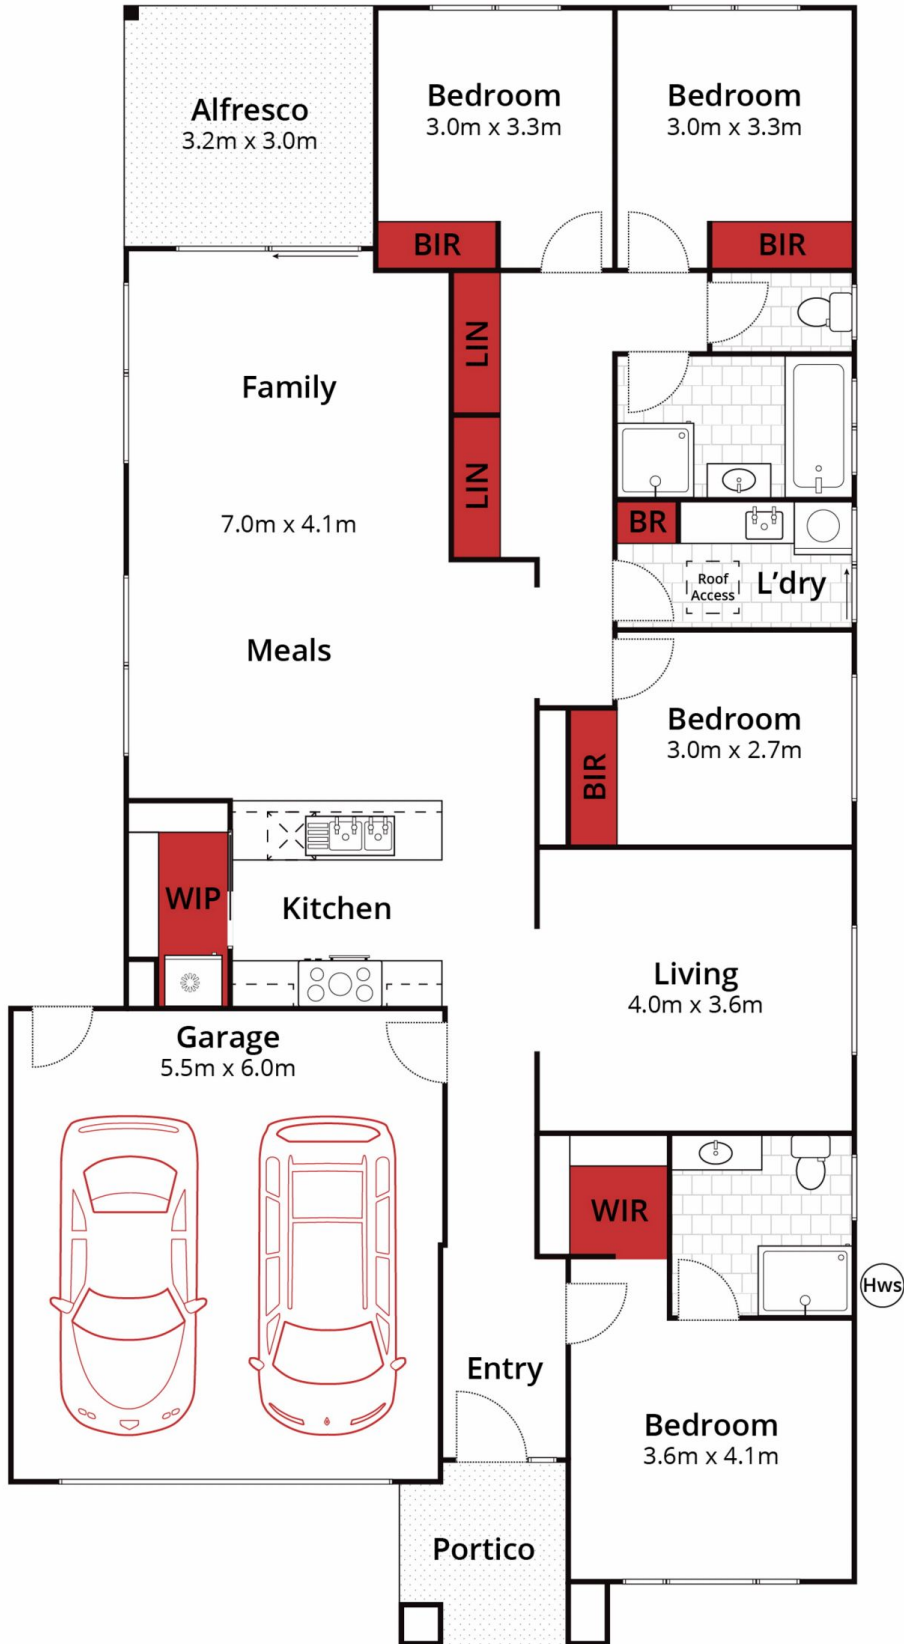 Alfresco
3.2m x 3.0m
Bedroom
3.0m x 3.3m
Bedroom
3.0m x 3.3m
BIR
BIR
LIN
Family
LIN
7.0m x 4.1m
BR
Roof
Access
L'dry
Meals
Bedroom
3.0m x 2.7m
BIR
WIP
Kitchen
Living
4.0m x 3.6m
Garage
5.5m x 6.0m
WIR
Hws
Entry
Bedroom
3.6m x 4.1m
Portico